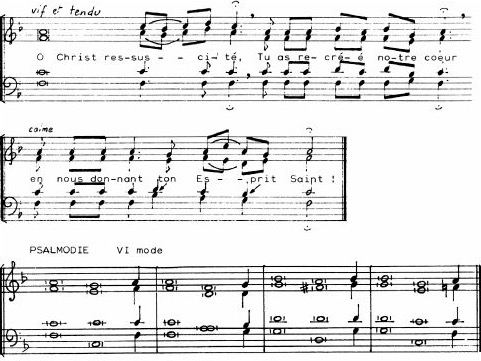 vif et tendu
O Christ res-sus - - ci-té, Tu as re-cré-é no-tre coeur
calme
en nous don-nant ton Es - -,prit Saint !
PSALMODIE VI mode